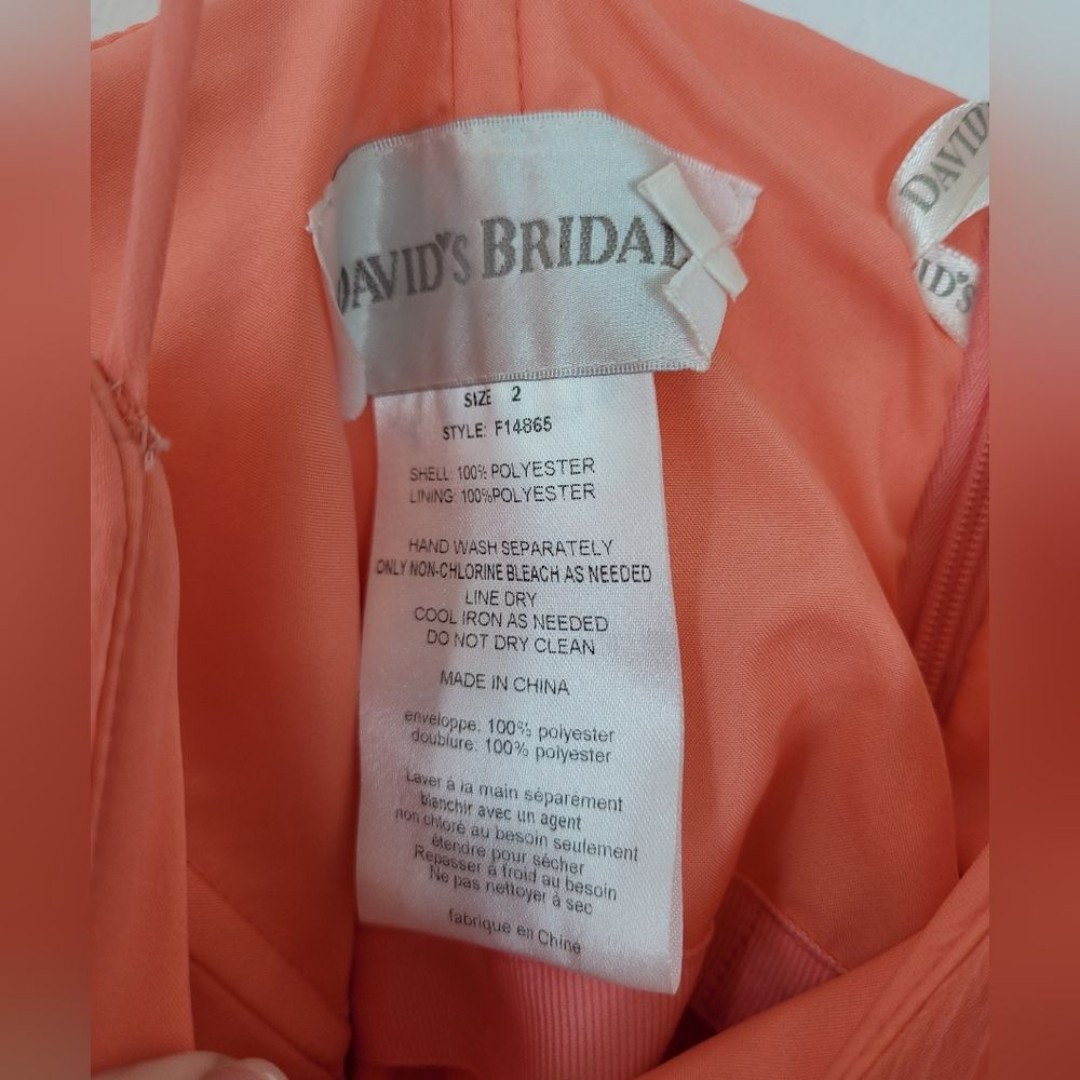 DAVID'S BRIDAL
DAVID
ID'S
SIZE 2
STYLE: F14865
SHELL: 100% POLYESTER
LINING: 100%POLYESTER
HAND WASH SEPARATELY
ONLY NON-CHLORINE BLEACH AS NEEDED
LINE DRY
COOL IRON AS NEEDED
DO NOT DRY CLEAN
MADE IN CHINA
enveloppe: 100% polyester
doublure: 100% polyester
Laver à la main séparément
blanchir avec un agent
non chloré au besoin seulement
étendre pour sécher
Repasser à froid au besoin
Ne pas nettoyer à sec
fabrique en Chine